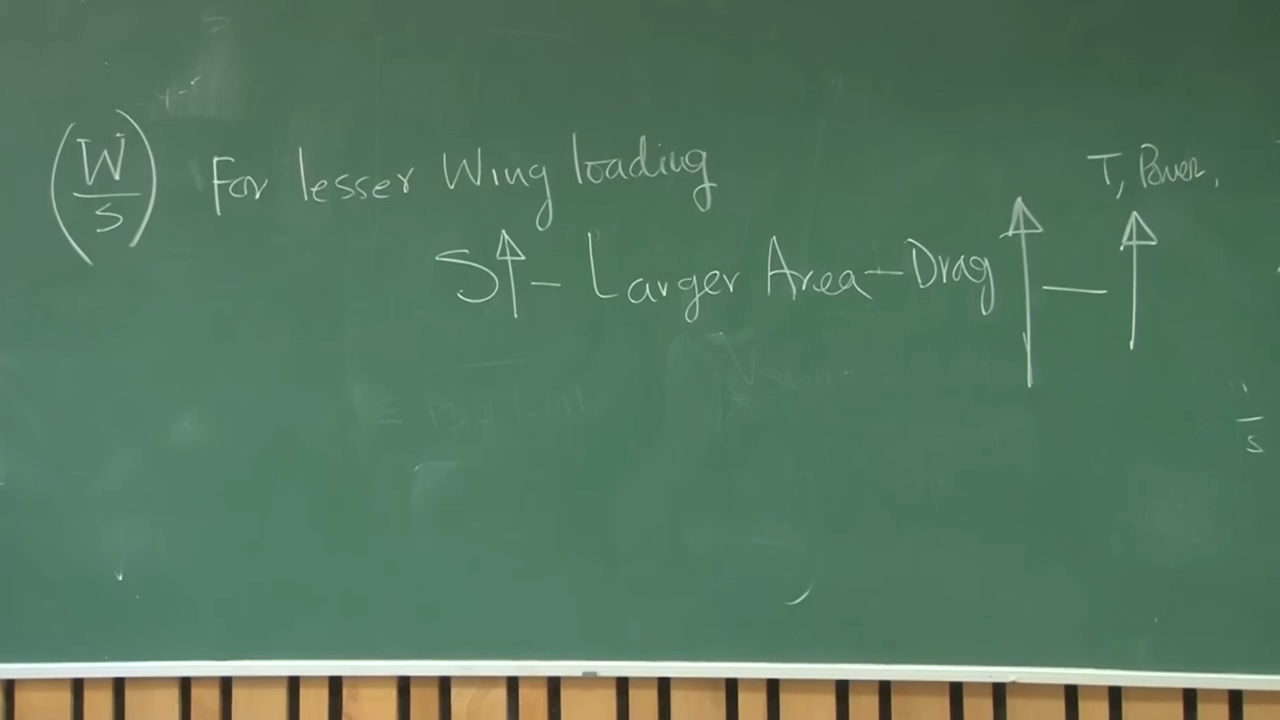 (W/S) For lesser Wing loading
T, Power,
S↑ – Larger Area – Drag ↑ — ↑